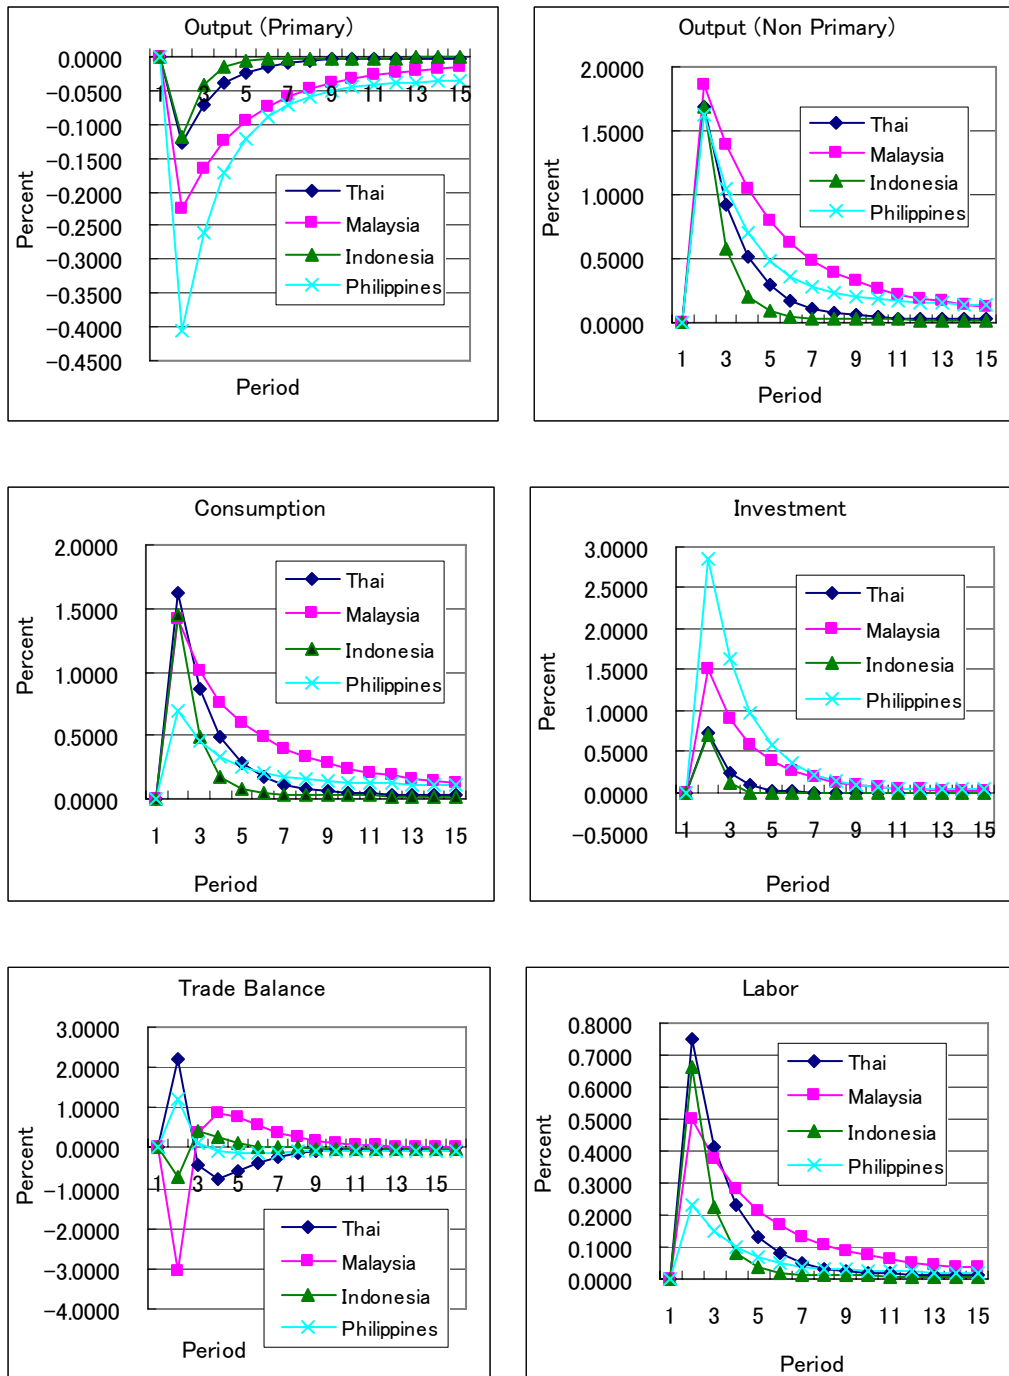 Output (Primary)
0.0000
-0.0500
-0.1000
-0.1500
-0.2000
-0.2500
-0.3000
-0.3500
-0.4000
-0.4500
Percent
1 3 5 7 9 11 13 15
Thai
Malaysia
Indonesia
Philippines
Period
Output (Non Primary)
2.0000
1.5000
1.0000
0.5000
0.0000
Percent
Thai
Malaysia
Indonesia
Philippines
1 3 5 7 9 11 13 15
Period
Consumption
2.0000
1.5000
1.0000
0.5000
0.0000
Percent
Thai
Malaysia
Indonesia
Philippines
1 3 5 7 9 11 13 15
Period
Investment
3.0000
2.5000
2.0000
1.5000
1.0000
0.5000
0.0000
-0.5000
Percent
Thai
Malaysia
Indonesia
Philippines
1 3 5 7 9 11 13 15
Period
Trade Balance
3.0000
2.0000
1.0000
0.0000
-1.0000
-2.0000
-3.0000
-4.0000
Percent
1 3 5 7 9 11 13 15
Thai
Malaysia
Indonesia
Philippines
Period
Labor
0.8000
0.7000
0.6000
0.5000
0.4000
0.3000
0.2000
0.1000
0.0000
Percent
Thai
Malaysia
Indonesia
Philippines
1 3 5 7 9 11 13 15
Period